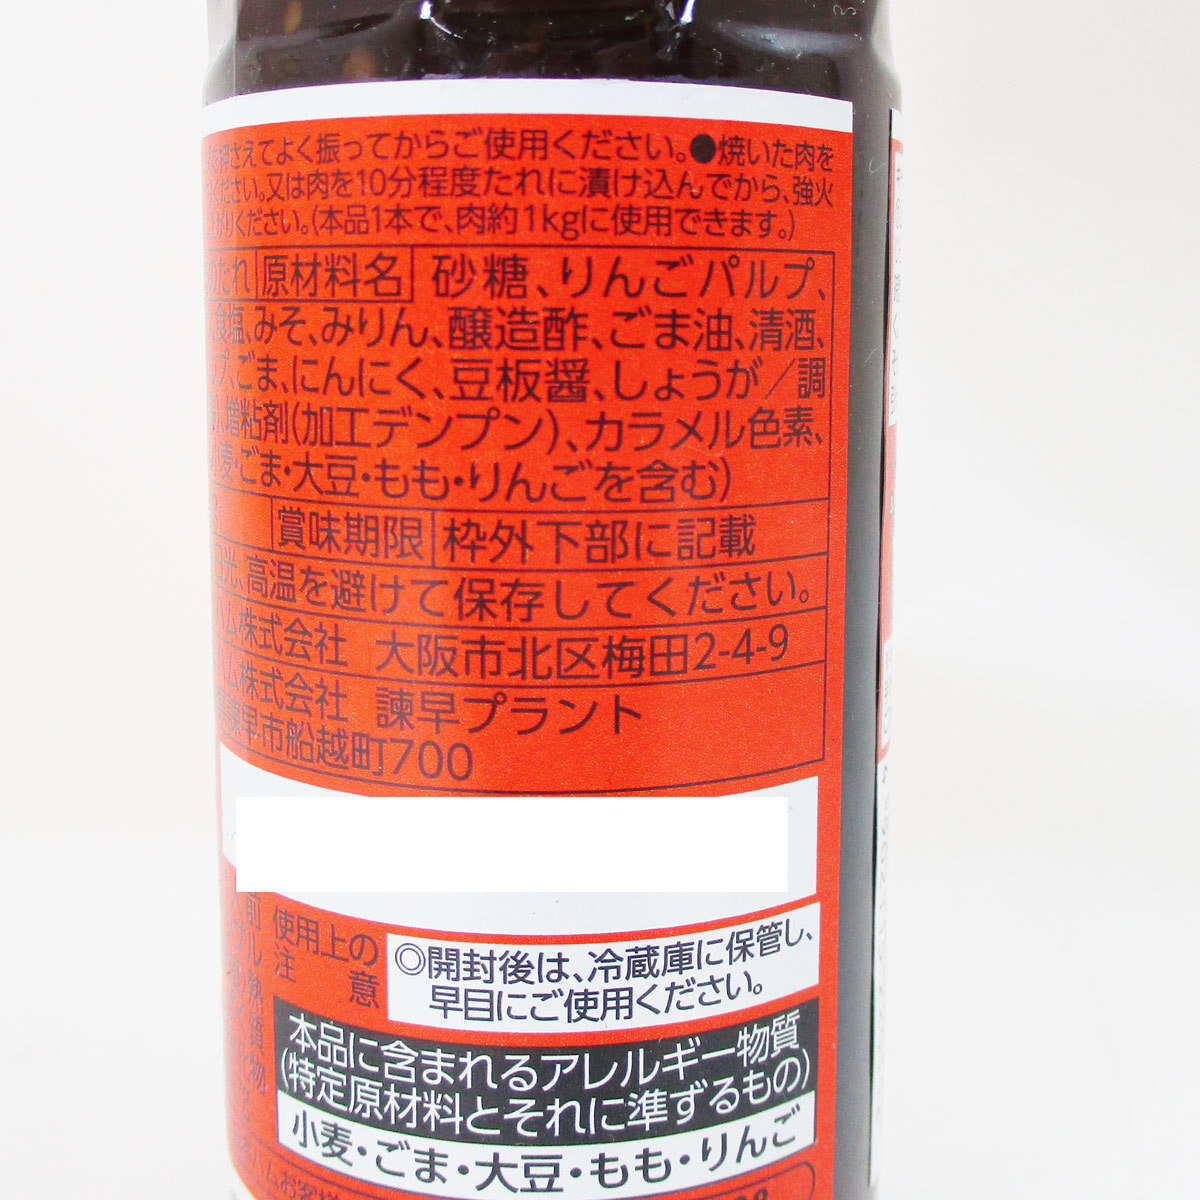 押さえてよく振ってからご使用ください。●焼いた肉を
ください。又は肉を10分程度たれに漬け込んでから、強火
がりください。(本品1本で、肉約1kgに使用できます。)
のたれ 原材料名 砂糖、りんごパルプ、
食塩、みそ、みりん、醸造酢、ごま油、清酒、
プ、ごま、にんにく、豆板醤、しょうが／調
、増粘剤(加工デンプン)、カラメル色素、
小麦・ごま・大豆・もも・りんごを含む)
賞味期限 枠外下部に記載
日光、高温を避けて保存してください。
ハム株式会社 大阪市北区梅田2-4-9
ハム株式会社 諫早プラント
諫早市船越町700
使用上の
注意
◎開封後は、冷蔵庫に保管し、
早目にご使用ください。
本品に含まれるアレルギー物質
(特定原材料とそれに準ずるもの)
小麦・ごま・大豆・もも・りんご
ハムお客様